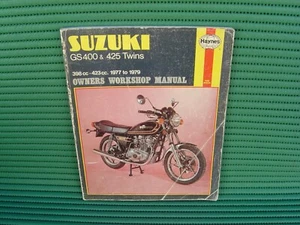 SUZUKI
Haynes
GS400 & 425 Twins
398 cc · 423 cc · 1977 to 1979
OWNERS WORKSHOP MANUAL